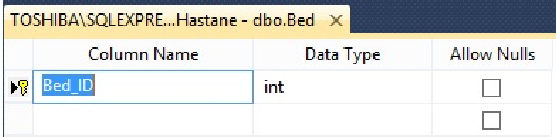 TOSHIBA\SQLEXPRE...Hastane - dbo.Bed
Column Name Data Type Allow Nulls
Bed_ID int